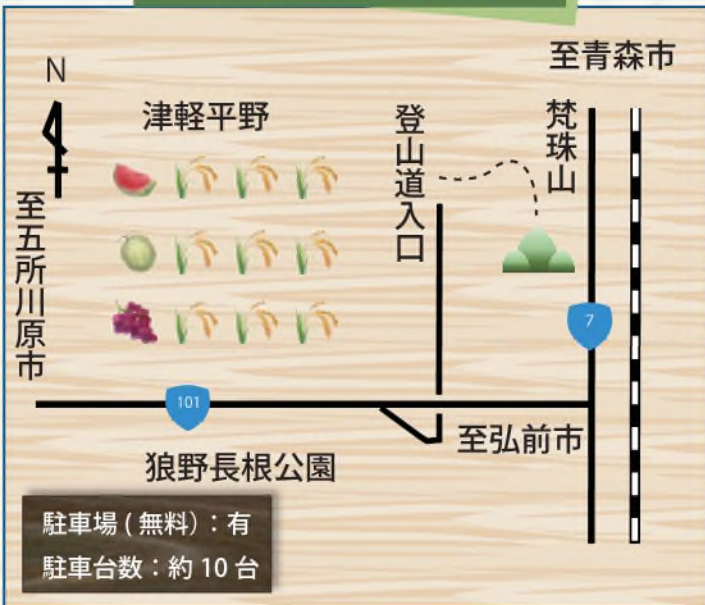 至青森市
N
津軽平野
登山道入口
梵珠山
至五所川原市
7
101
至弘前市
狼野長根公園
駐車場(無料):有
駐車台数:約10台